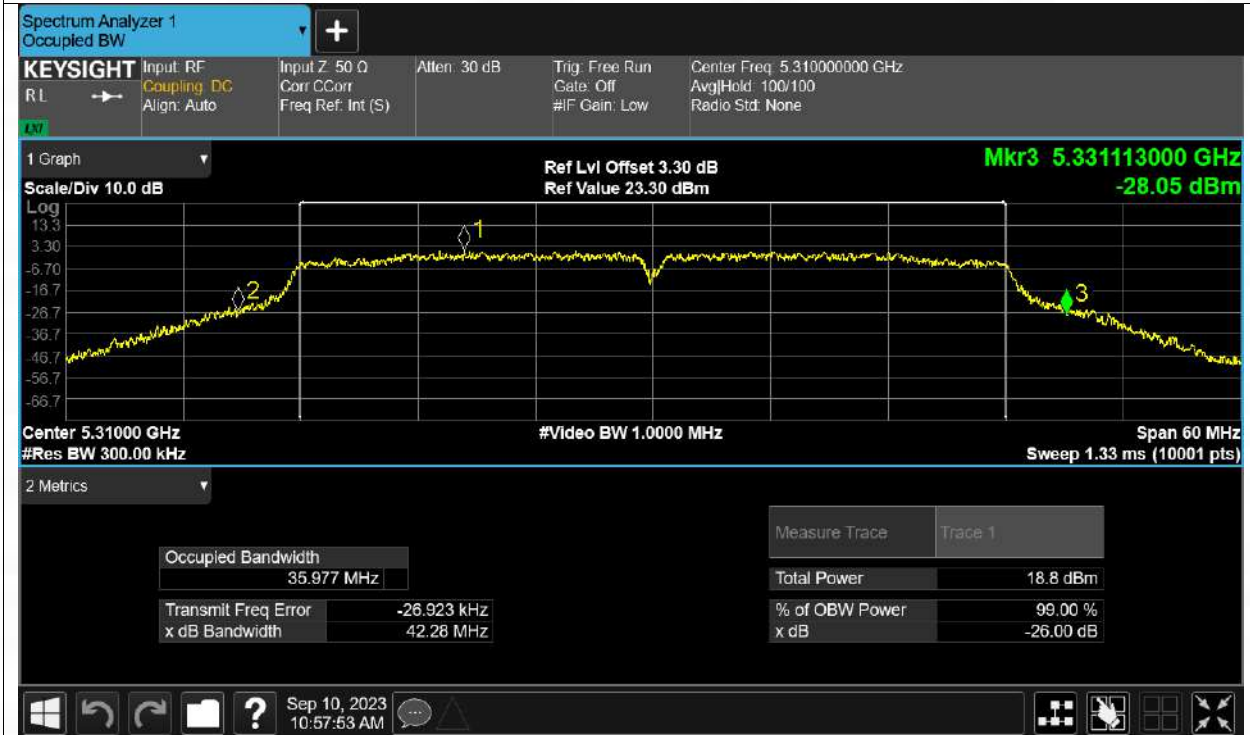 Spectrum Analyzer 1
Occupied BW
+
KEYSIGHT Input: RF Input Z: 50 Ω Atten: 30 dB Trig: Free Run Center Freq: 5.310000000 GHz
RL Coupling: DC Corr CCorr Gate: Off Avg|Hold: 100/100
Align: Auto Freq Ref: Int (S) #IF Gain: Low Radio Std: None
LXI
1 Graph Ref Lvl Offset 3.30 dB Mkr3 5.331113000 GHz
Scale/Div 10.0 dB Ref Value 23.30 dBm -28.05 dBm
Log
13.3
3.30
-6.70
-16.7
-26.7
-36.7
-46.7
-56.7
-66.7
1
2
3
Center 5.31000 GHz #Video BW 1.0000 MHz Span 60 MHz
#Res BW 300.00 kHz Sweep 1.33 ms (10001 pts)
2 Metrics
Measure Trace Trace 1
Occupied Bandwidth
35.977 MHz Total Power 18.8 dBm
Transmit Freq Error -26.923 kHz % of OBW Power 99.00 %
x dB Bandwidth 42.28 MHz x dB -26.00 dB
? Sep 10, 2023
10:57:53 AM